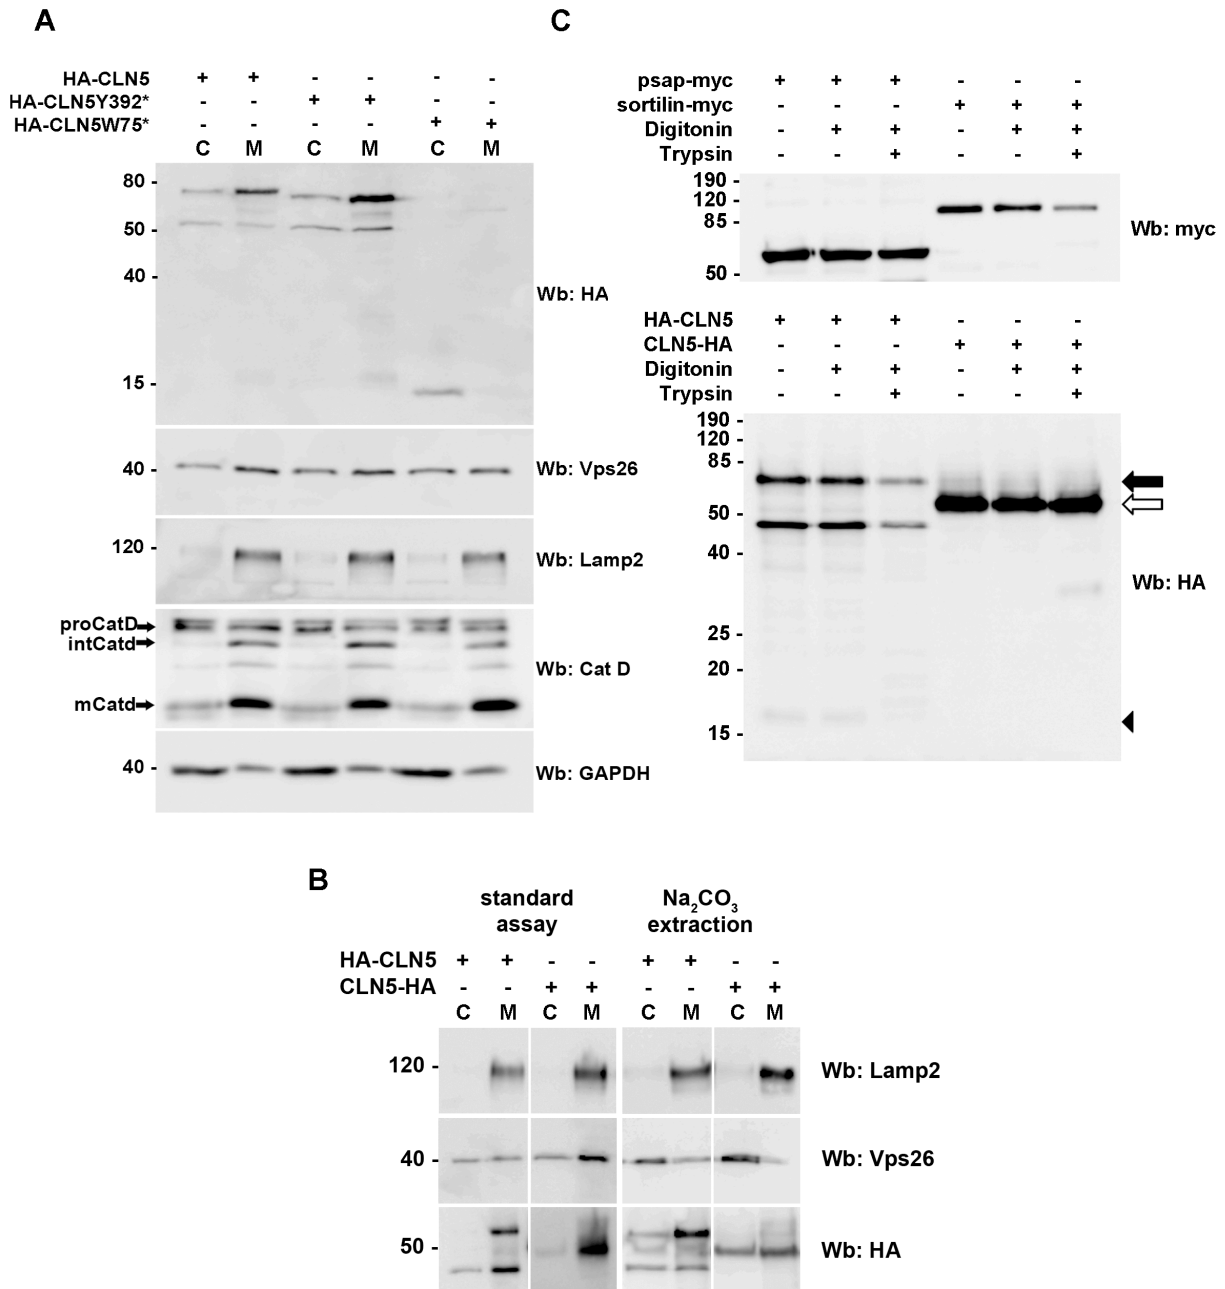 A
HA-CLN5 + + - - - -
HA-CLN5Y392* - - + + - -
HA-CLN5W75* - - - - + +
C M C M C M
80 -
50 -
40 -
15 -
Wb: HA
40 -
Wb: Vps26
120 -
Wb: Lamp2
proCatD
intCatd
mCatd
Wb: Cat D
40 -
Wb: GAPDH
C
psap-myc + + + - - -
sortilin-myc - - - + + +
Digitonin - + + - + +
Trypsin - - + - - +
190 -
120 -
85 -
50 -
Wb: myc
HA-CLN5 + + + - - -
CLN5-HA - - - + + +
Digitonin - + + - + +
Trypsin - - + - - +
190 -
120 -
85 -
50 -
40 -
25 -
20 -
15 -
Wb: HA
B
standard
assay
Na2CO3
extraction
HA-CLN5 + + - - + + - -
CLN5-HA - - + + - - + +
C M C M C M C M
120 -
Wb: Lamp2
40 -
Wb: Vps26
50 -
Wb: HA